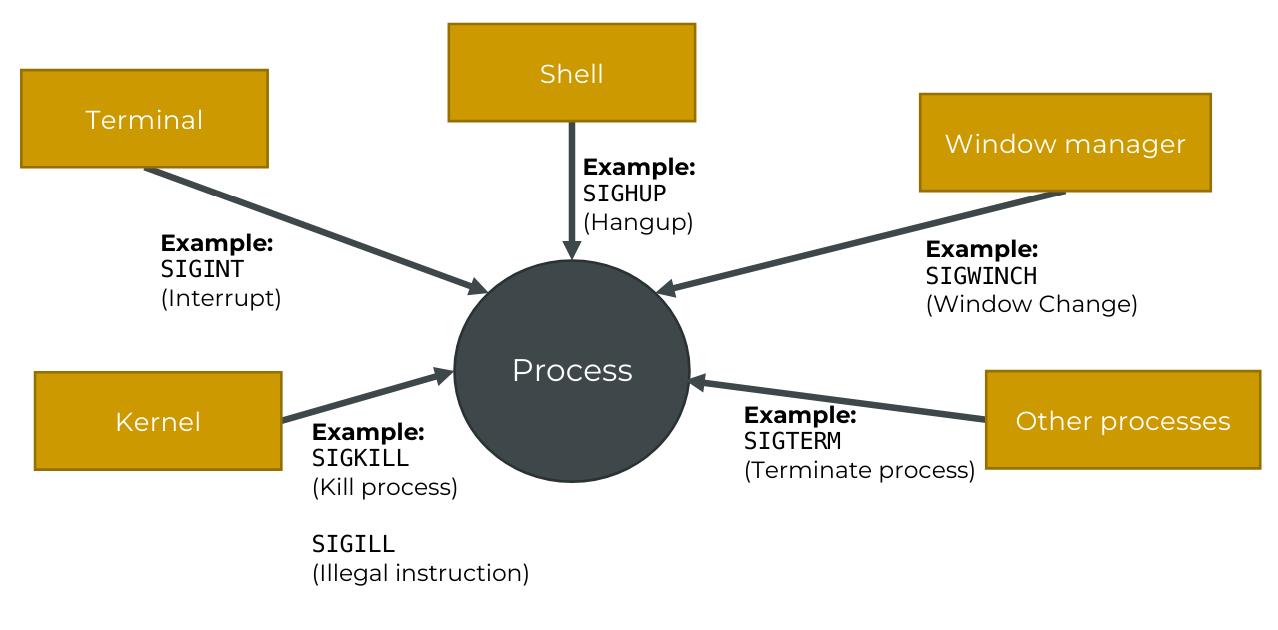 Shell
Terminal
Window manager
Example:
SIGHUP
(Hangup)
Example:
SIGINT
(Interrupt)
Example:
SIGWINCH
(Window Change)
Process
Kernel
Example:
SIGKILL
(Kill process)
SIGILL
(Illegal instruction)
Other processes
Example:
SIGTERM
(Terminate process)